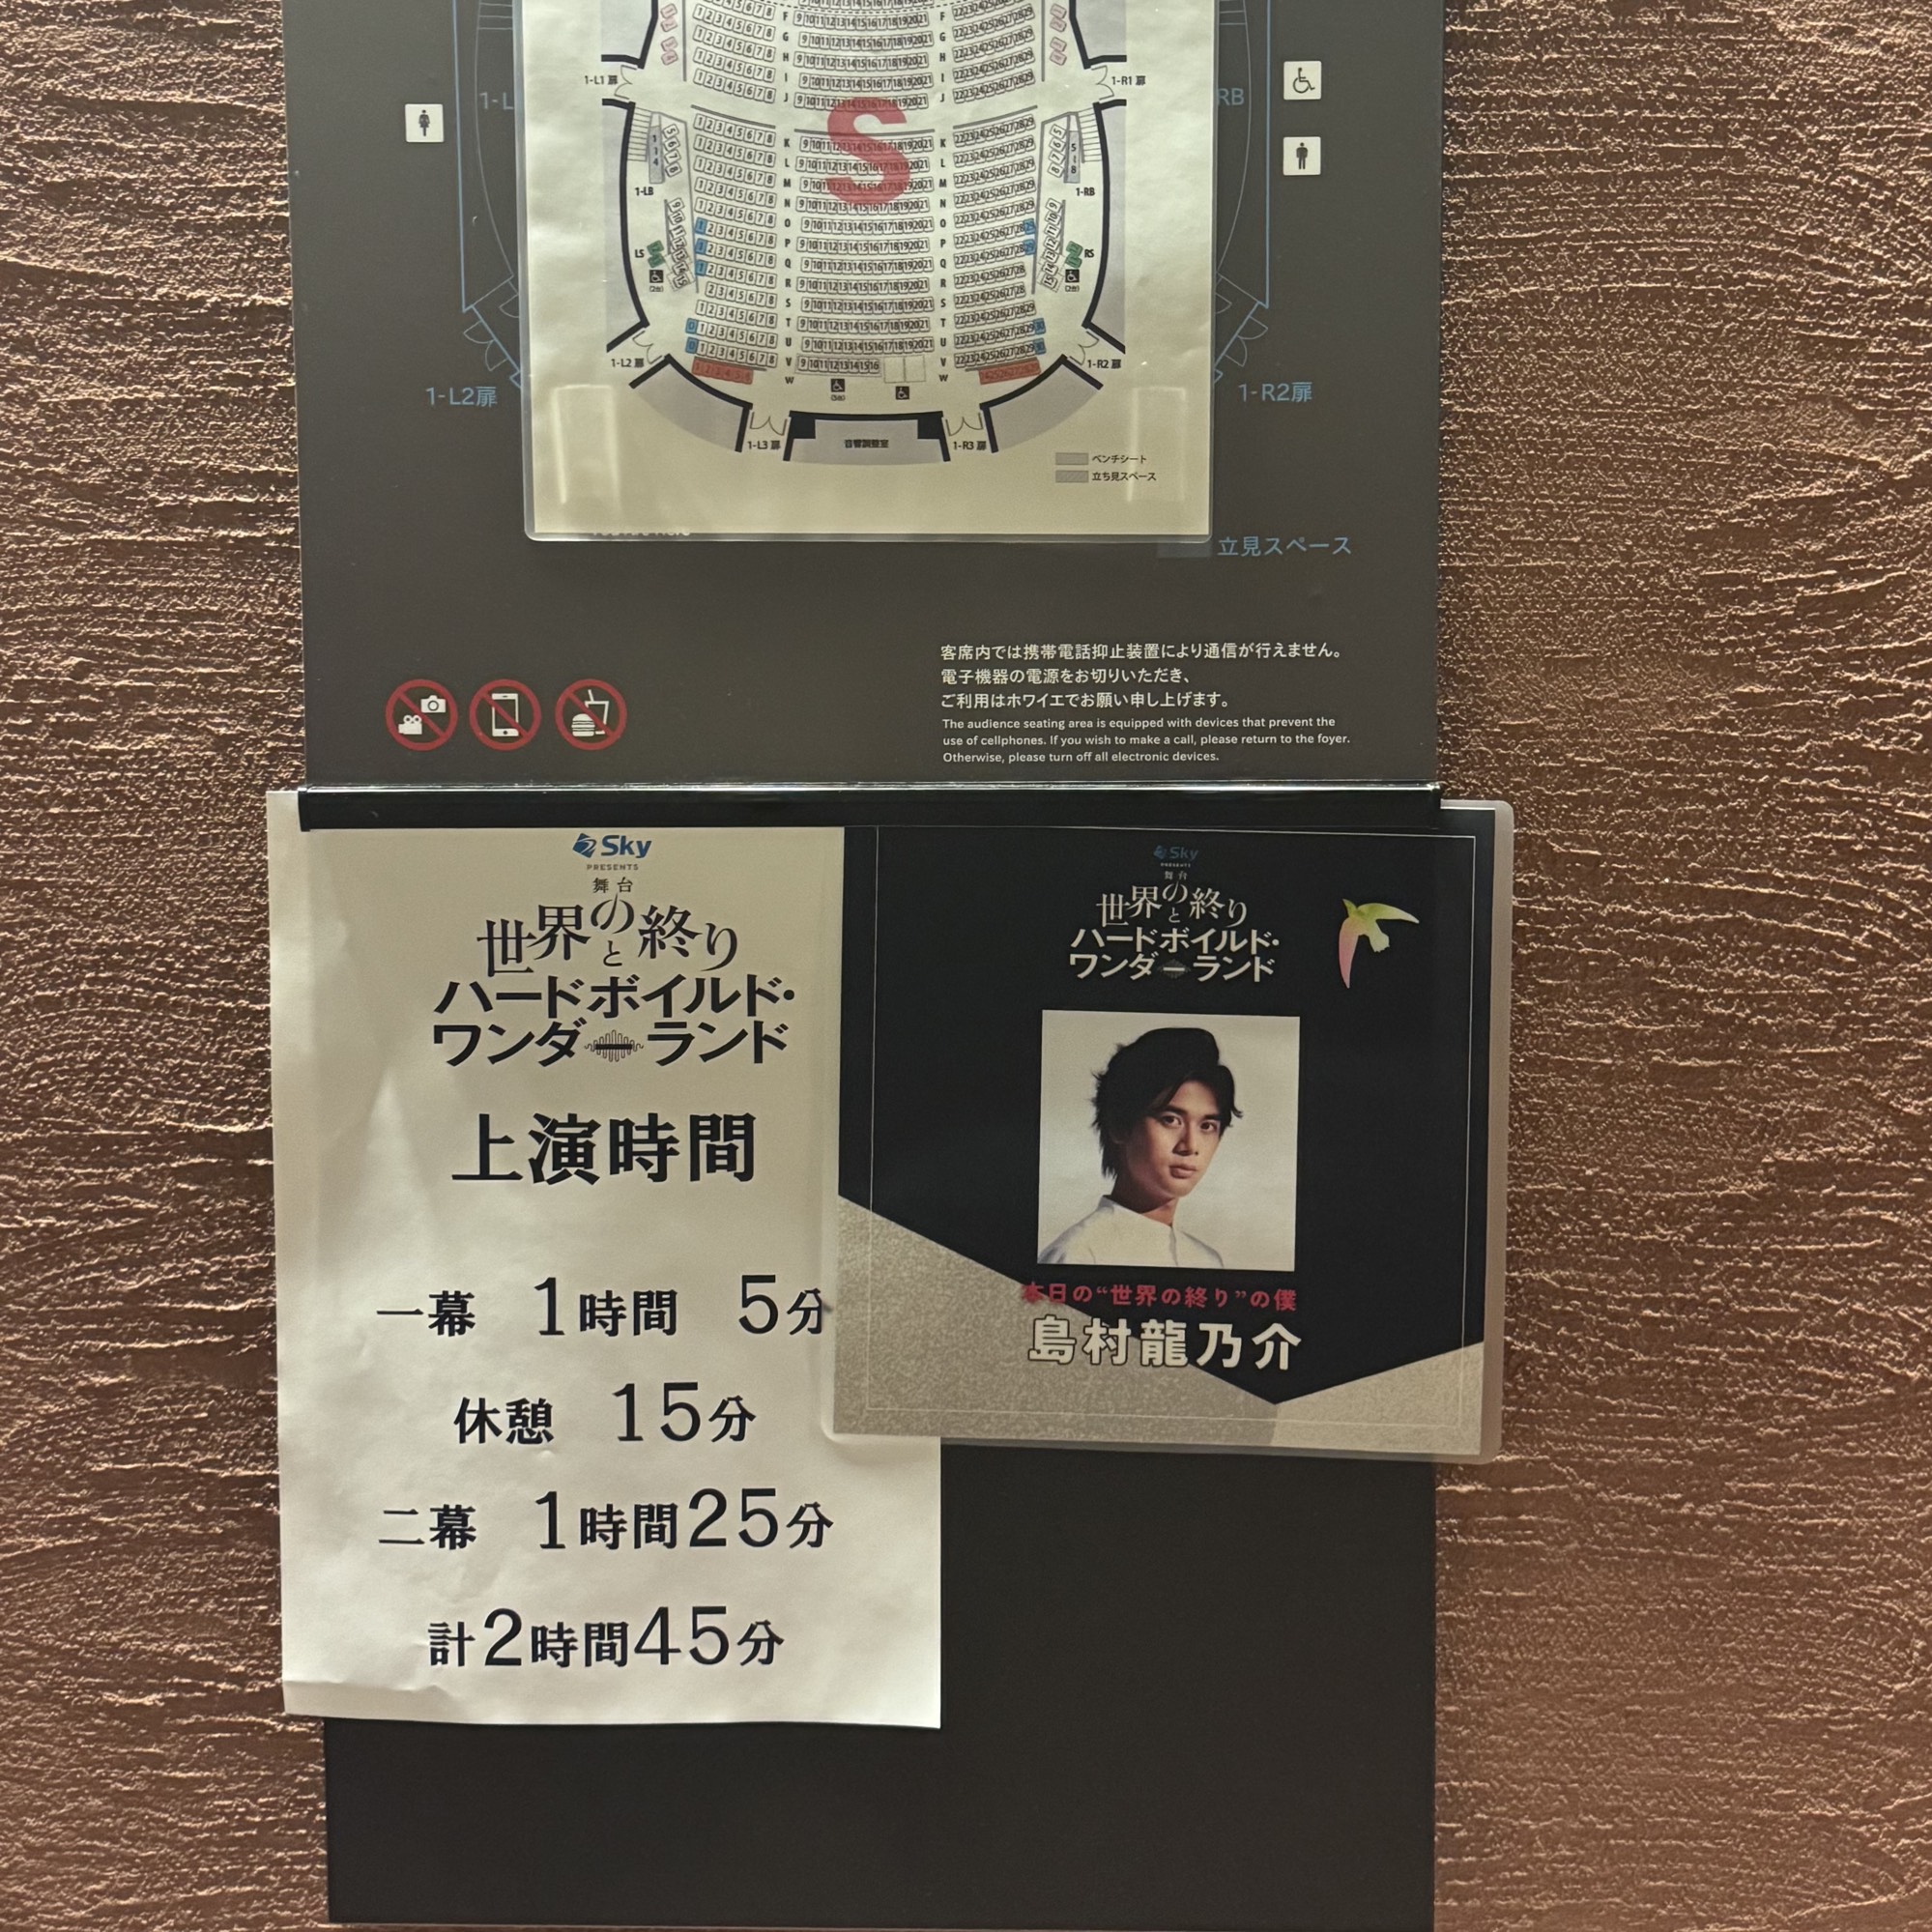 F
G
H
I
J
1-L1 扉
1-R1 扉
S
K
L
M
N
O
P
Q
R
S
T
U
V
W
1-LB
1-RB
LS
RS
1-L2 扉
1-R2 扉
1-L3 扉
音響調整室
1-R3 扉
ベンチシート
立ち見スペース
1-L
RB
1-L2扉
1-R2扉
立見スペース
客席内では携帯電話抑止装置により通信が行えません。
電子機器の電源をお切りいただき、
ご利用はホワイエでお願い申し上げます。
The audience seating area is equipped with devices that prevent the
use of cellphones. If you wish to make a call, please return to the foyer.
Otherwise, please turn off all electronic devices.
Sky
PRESENTS
舞台
世界の終りと
ハードボイルド・
ワンダーランド
上演時間
一幕 1時間 5分
休憩 15分
二幕 1時間25分
計2時間45分
Sky
PRESENTS
舞台
世界の終りと
ハードボイルド・
ワンダーランド
本日の“世界の終り”の僕
島村龍乃介